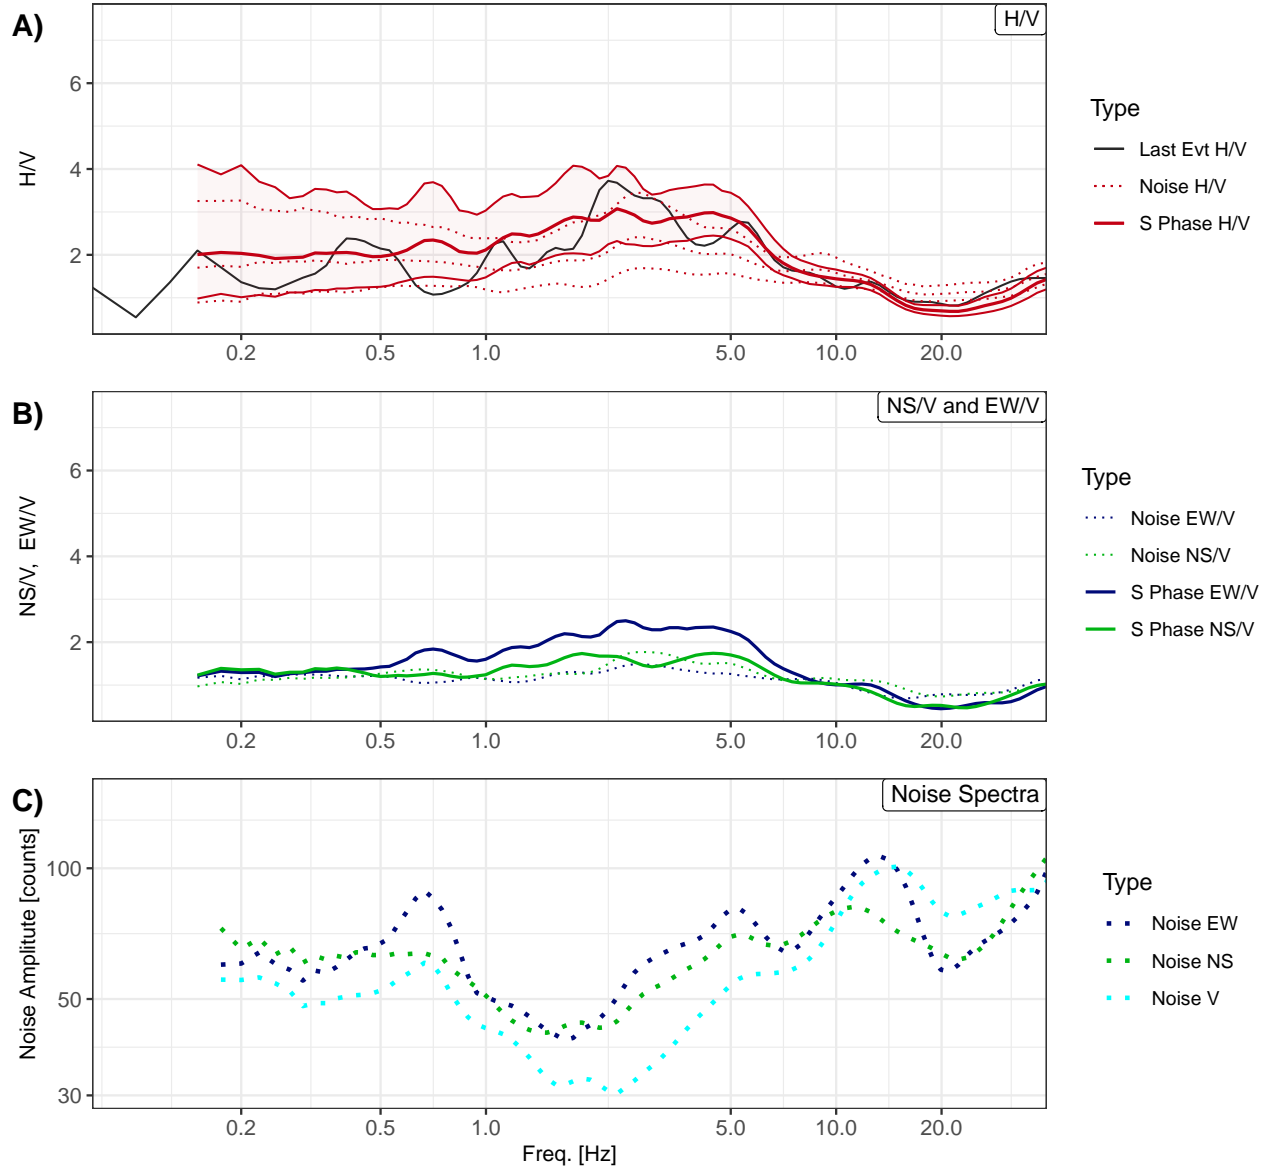 A)
H/V
6
4
2
H/V
0.2 0.5 1.0 5.0 10.0 20.0
Type
Last Evt H/V
Noise H/V
S Phase H/V
B)
NS/V and EW/V
6
4
2
NS/V, EW/V
0.2 0.5 1.0 5.0 10.0 20.0
Type
Noise EW/V
Noise NS/V
S Phase EW/V
S Phase NS/V
C)
Noise Spectra
100
50
30
Noise Amplitude [counts]
0.2 0.5 1.0 5.0 10.0 20.0
Freq. [Hz]
Type
Noise EW
Noise NS
Noise V